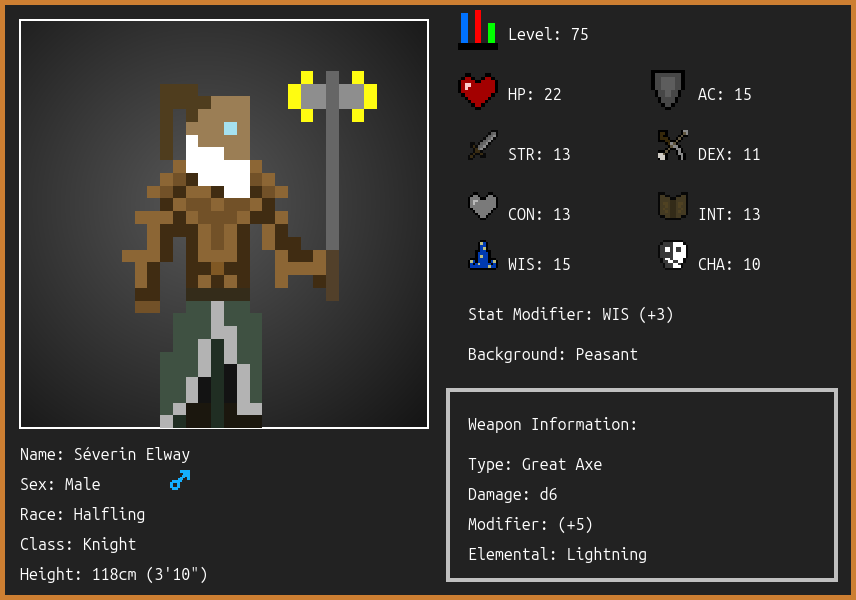 Level: 75
HP: 22
AC: 15
STR: 13
DEX: 11
CON: 13
INT: 13
WIS: 15
CHA: 10
Stat Modifier: WIS (+3)
Background: Peasant
Weapon Information:
Type: Great Axe
Damage: d6
Modifier: (+5)
Elemental: Lightning
Name: Séverin Elway
Sex: Male
Race: Halfling
Class: Knight
Height: 118cm (3'10")